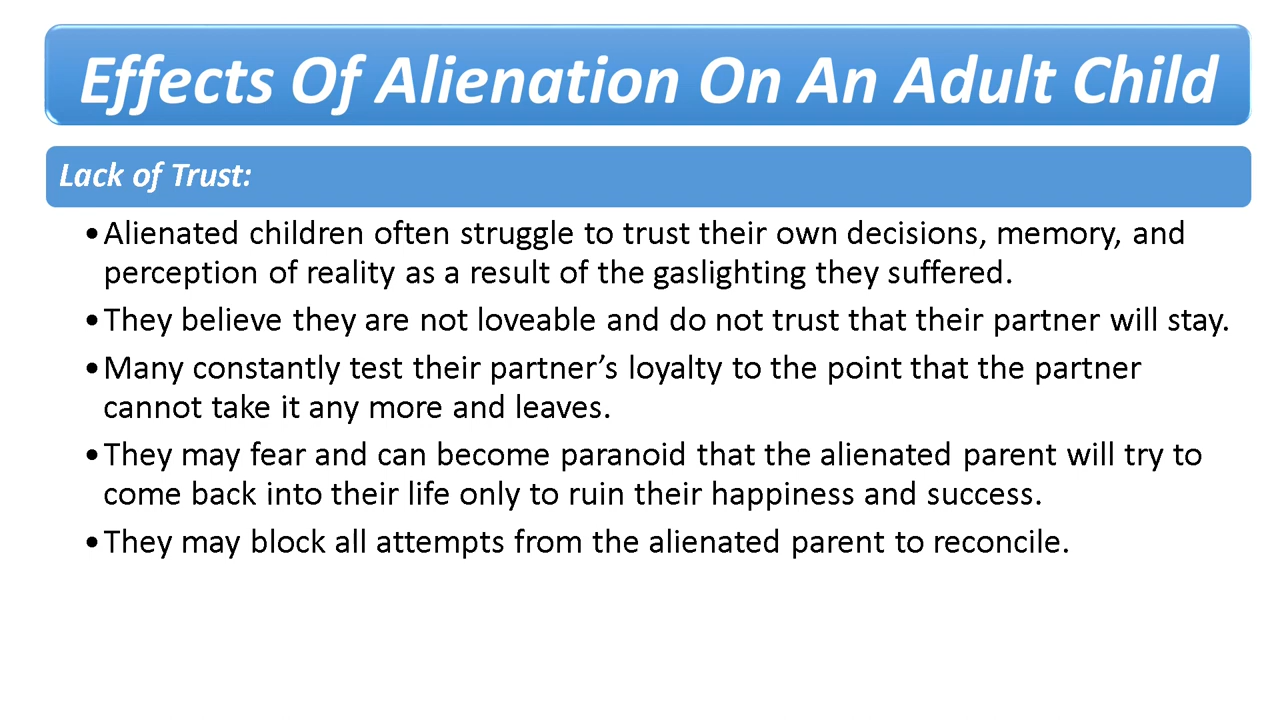 Effects Of Alienation On An Adult Child
Lack of Trust:
•Alienated children often struggle to trust their own decisions, memory, and
perception of reality as a result of the gaslighting they suffered.
•They believe they are not loveable and do not trust that their partner will stay.
•Many constantly test their partner’s loyalty to the point that the partner
cannot take it any more and leaves.
•They may fear and can become paranoid that the alienated parent will try to
come back into their life only to ruin their happiness and success.
•They may block all attempts from the alienated parent to reconcile.